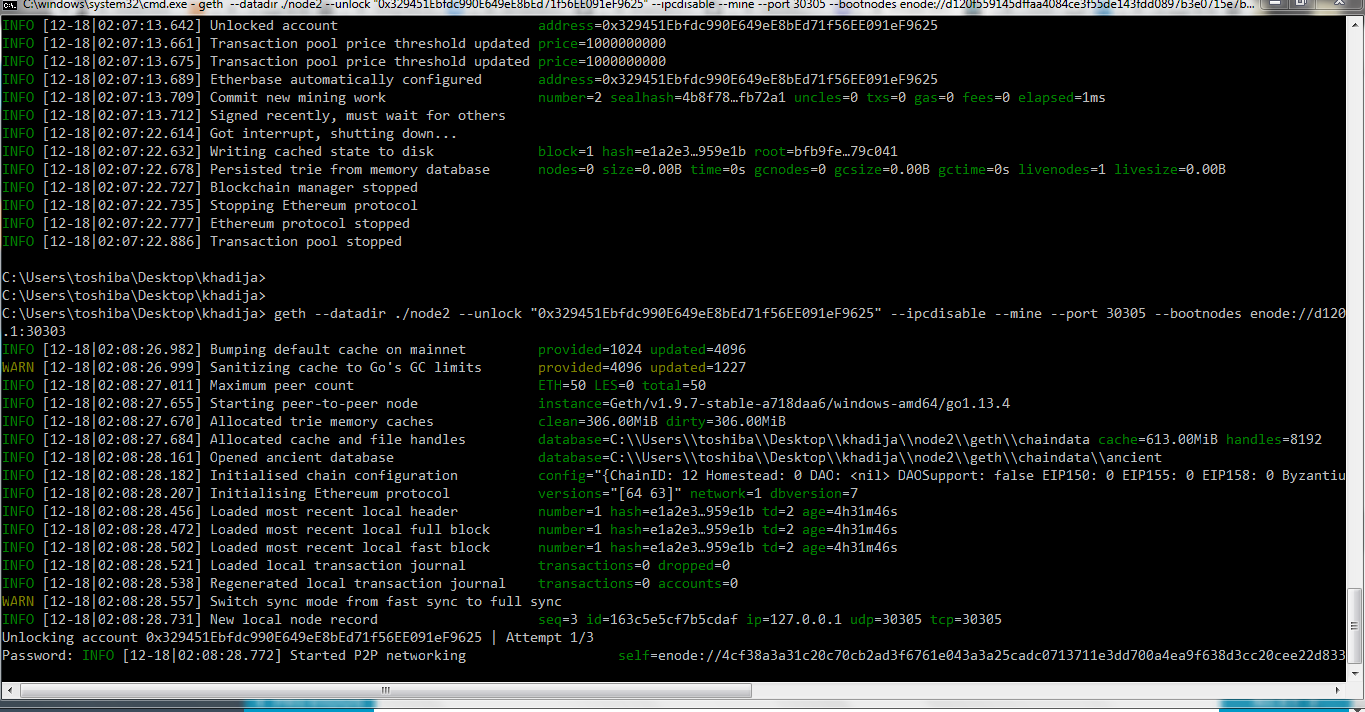 C:\windows\system32\cmd.exe - geth --datadir ./node2 --unlock "0x329451Ebfdc990E649eE8bEd71f56EE091eF9625" --ipcdisable --mine --port 30305 --bootnodes enode://d120f559145dffaa4084ce3f55de143fdd0897b3e0715e7b...
INFO [12-18|02:07:13.642] Unlocked account address=0x329451Ebfdc990E649eE8bEd71f56EE091eF9625
INFO [12-18|02:07:13.661] Transaction pool price threshold updated price=1000000000
INFO [12-18|02:07:13.675] Transaction pool price threshold updated price=1000000000
INFO [12-18|02:07:13.689] Etherbase automatically configured address=0x329451Ebfdc990E649eE8bEd71f56EE091eF9625
INFO [12-18|02:07:13.709] Commit new mining work number=2 sealhash=4b8f78…fb72a1 uncles=0 txs=0 gas=0 fees=0 elapsed=1ms
INFO [12-18|02:07:13.712] Signed recently, must wait for others
INFO [12-18|02:07:22.614] Got interrupt, shutting down...
INFO [12-18|02:07:22.632] Writing cached state to disk block=1 hash=e1a2e3…959e1b root=bfb9fe…79c041
INFO [12-18|02:07:22.678] Persisted trie from memory database nodes=0 size=0.00B time=0s gcnodes=0 gcsize=0.00B gctime=0s livenodes=1 livesize=0.00B
INFO [12-18|02:07:22.727] Blockchain manager stopped
INFO [12-18|02:07:22.735] Stopping Ethereum protocol
INFO [12-18|02:07:22.777] Ethereum protocol stopped
INFO [12-18|02:07:22.886] Transaction pool stopped
C:\Users\toshiba\Desktop\khadija>
C:\Users\toshiba\Desktop\khadija>
C:\Users\toshiba\Desktop\khadija> geth --datadir ./node2 --unlock "0x329451Ebfdc990E649eE8bEd71f56EE091eF9625" --ipcdisable --mine --port 30305 --bootnodes enode://d120
.1:30303
INFO [12-18|02:08:26.982] Bumping default cache on mainnet provided=1024 updated=4096
WARN [12-18|02:08:26.999] Sanitizing cache to Go's GC limits provided=4096 updated=1227
INFO [12-18|02:08:27.011] Maximum peer count ETH=50 LES=0 total=50
INFO [12-18|02:08:27.655] Starting peer-to-peer node instance=Geth/v1.9.7-stable-a718daa6/windows-amd64/go1.13.4
INFO [12-18|02:08:27.670] Allocated trie memory caches clean=306.00MiB dirty=306.00MiB
INFO [12-18|02:08:27.684] Allocated cache and file handles database=C:\\Users\\toshiba\\Desktop\\khadija\\node2\\geth\\chaindata cache=613.00MiB handles=8192
INFO [12-18|02:08:28.161] Opened ancient database database=C:\\Users\\toshiba\\Desktop\\khadija\\node2\\geth\\chaindata\\ancient
INFO [12-18|02:08:28.182] Initialised chain configuration config="{ChainID: 12 Homestead: 0 DAO: <nil> DAOSupport: false EIP150: 0 EIP155: 0 EIP158: 0 Byzantiu
INFO [12-18|02:08:28.207] Initialising Ethereum protocol versions="[64 63]" network=1 dbversion=7
INFO [12-18|02:08:28.456] Loaded most recent local header number=1 hash=e1a2e3…959e1b td=2 age=4h31m46s
INFO [12-18|02:08:28.472] Loaded most recent local full block number=1 hash=e1a2e3…959e1b td=2 age=4h31m46s
INFO [12-18|02:08:28.502] Loaded most recent local fast block number=1 hash=e1a2e3…959e1b td=2 age=4h31m46s
INFO [12-18|02:08:28.521] Loaded local transaction journal transactions=0 dropped=0
INFO [12-18|02:08:28.538] Regenerated local transaction journal transactions=0 accounts=0
WARN [12-18|02:08:28.557] Switch sync mode from fast sync to full sync
INFO [12-18|02:08:28.731] New local node record seq=3 id=163c5e5cf7b5cdaf ip=127.0.0.1 udp=30305 tcp=30305
Unlocking account 0x329451Ebfdc990E649eE8bEd71f56EE091eF9625 | Attempt 1/3
Password: INFO [12-18|02:08:28.772] Started P2P networking self=enode://4cf38a3a31c20c70cb2ad3f6761e043a3a25cadc0713711e3dd700a4ea9f638d3cc20cee22d833